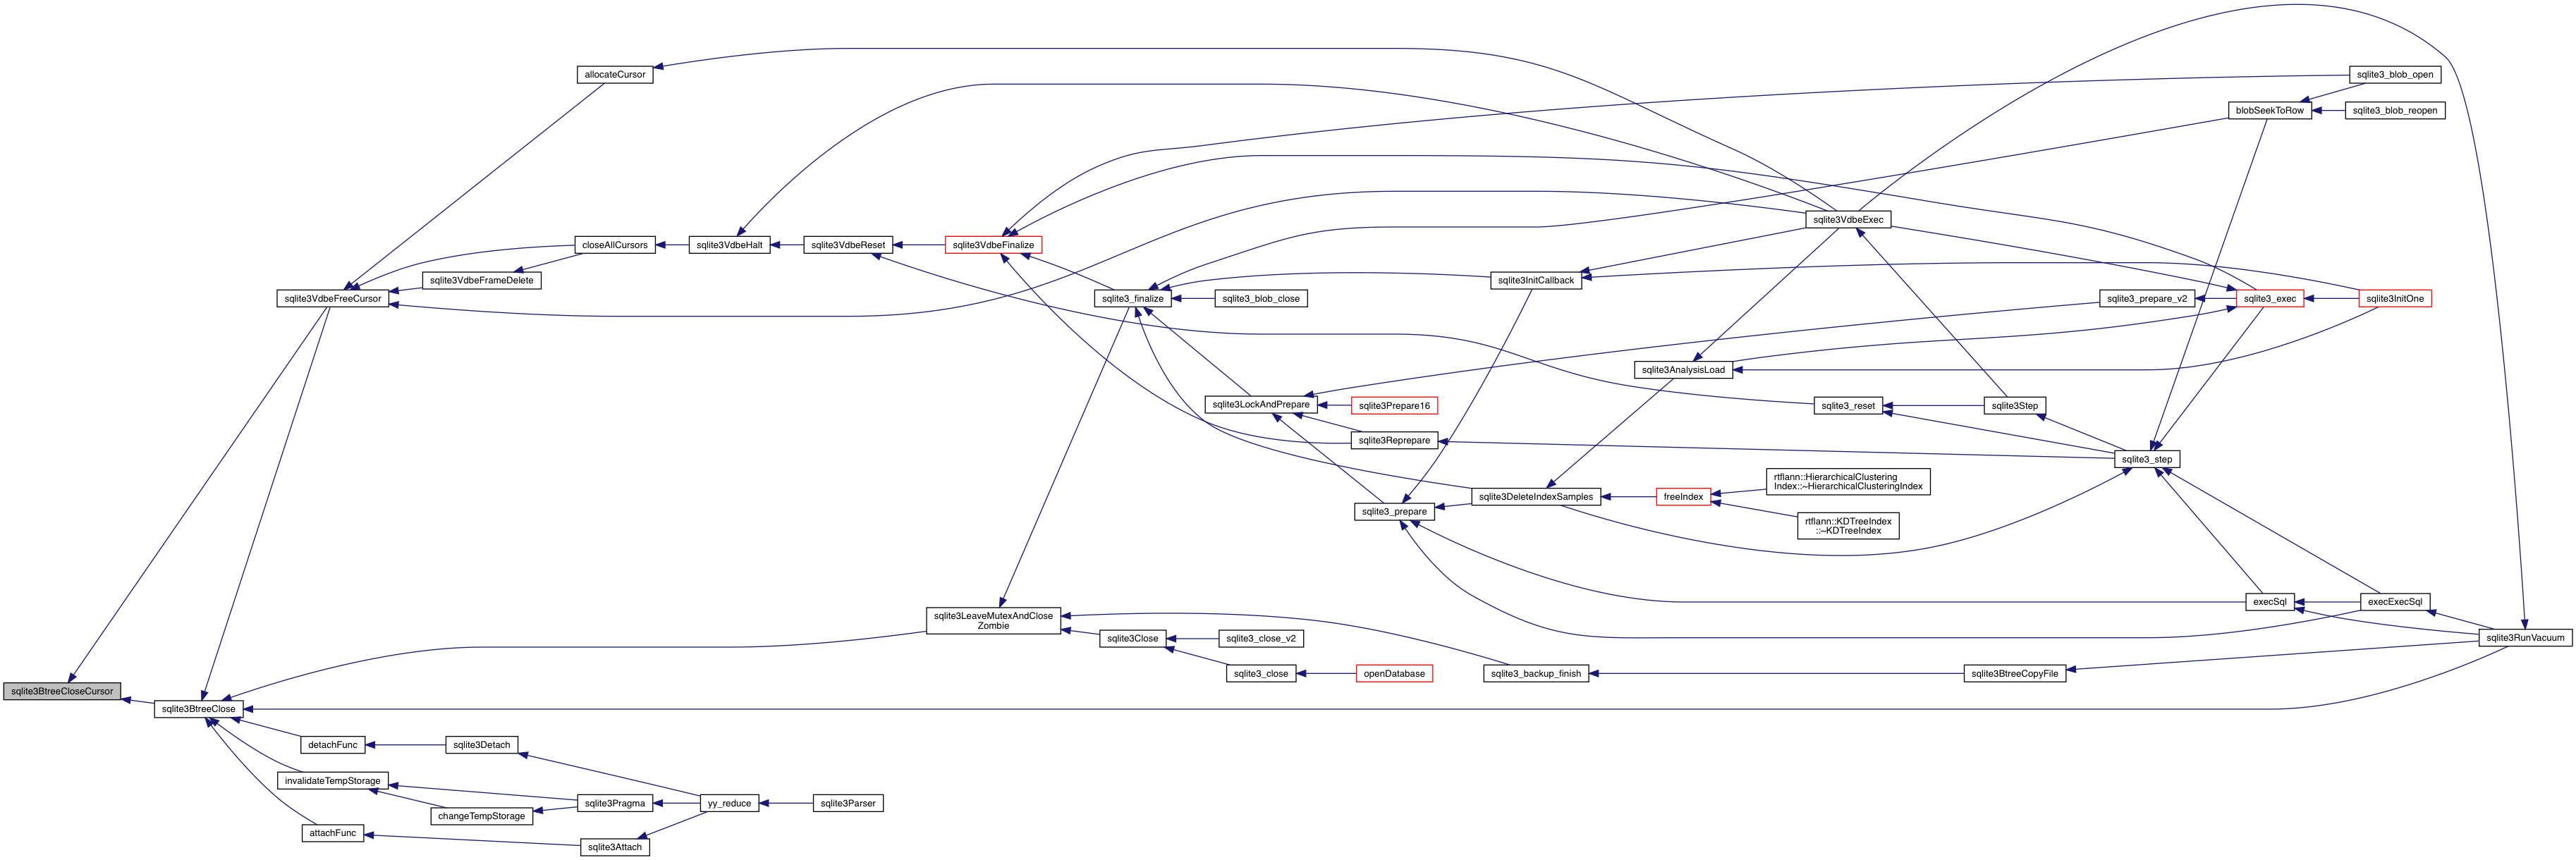 allocateCursor
sqlite3_blob_open
blobSeekToRow
sqlite3_blob_reopen
sqlite3VdbeExec
closeAllCursors
sqlite3VdbeHalt
sqlite3VdbeReset
sqlite3VdbeFinalize
sqlite3VdbeFrameDelete
sqlite3InitCallback
sqlite3VdbeFreeCursor
sqlite3_finalize
sqlite3_blob_close
sqlite3_prepare_v2
sqlite3_exec
sqlite3InitOne
sqlite3AnalysisLoad
sqlite3LockAndPrepare
sqlite3Prepare16
sqlite3_reset
sqlite3Step
sqlite3Reprepare
sqlite3_step
rtflann::HierarchicalClustering
Index::~HierarchicalClusteringIndex
sqlite3DeleteIndexSamples
freeIndex
sqlite3_prepare
rtflann::KDTreeIndex
::~KDTreeIndex
execSql
execExecSql
sqlite3LeaveMutexAndClose
Zombie
sqlite3Close
sqlite3_close_v2
sqlite3RunVacuum
sqlite3_close
openDatabase
sqlite3_backup_finish
sqlite3BtreeCopyFile
sqlite3BtreeCloseCursor
sqlite3BtreeClose
detachFunc
sqlite3Detach
invalidateTempStorage
sqlite3Pragma
yy_reduce
sqlite3Parser
changeTempStorage
attachFunc
sqlite3Attach